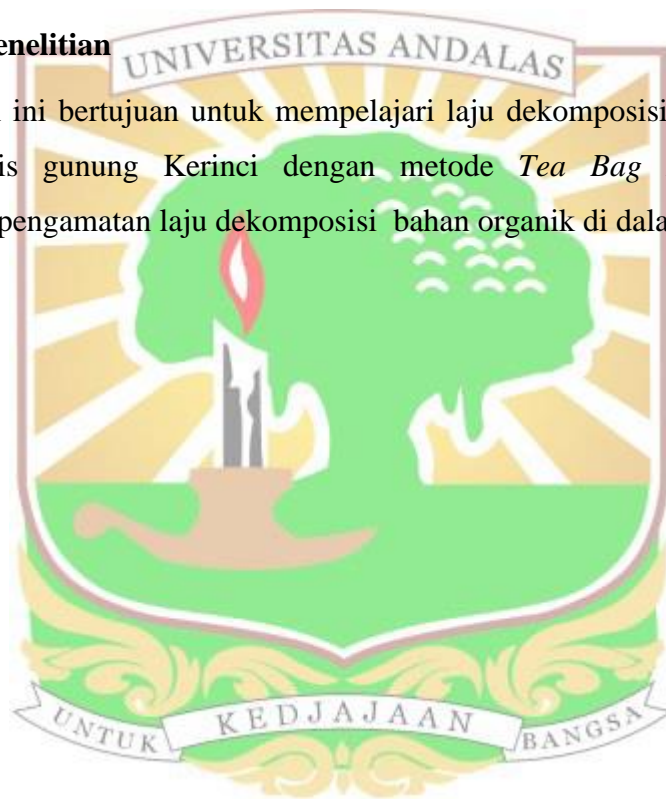 enelitian
UNIVERSITAS ANDALAS
ini bertujuan untuk mempelajari laju dekomposisi
is gunung Kerinci dengan metode Tea Bag
pengamatan laju dekomposisi bahan organik di dala
UNTUK KEDJAJAAN BANGSA